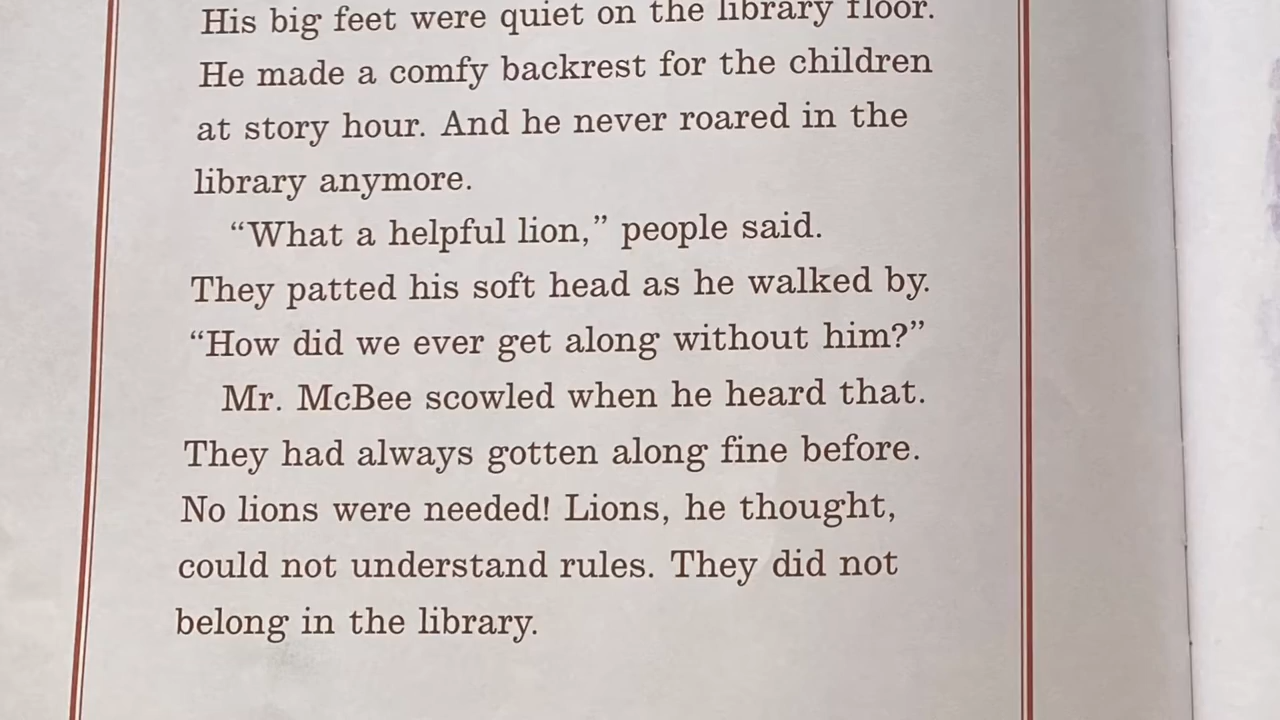 His big feet were quiet on the library floor.
He made a comfy backrest for the children
at story hour. And he never roared in the
library anymore.
“What a helpful lion,” people said.
They patted his soft head as he walked by.
“How did we ever get along without him?”
Mr. McBee scowled when he heard that.
They had always gotten along fine before.
No lions were needed! Lions, he thought,
could not understand rules. They did not
belong in the library.